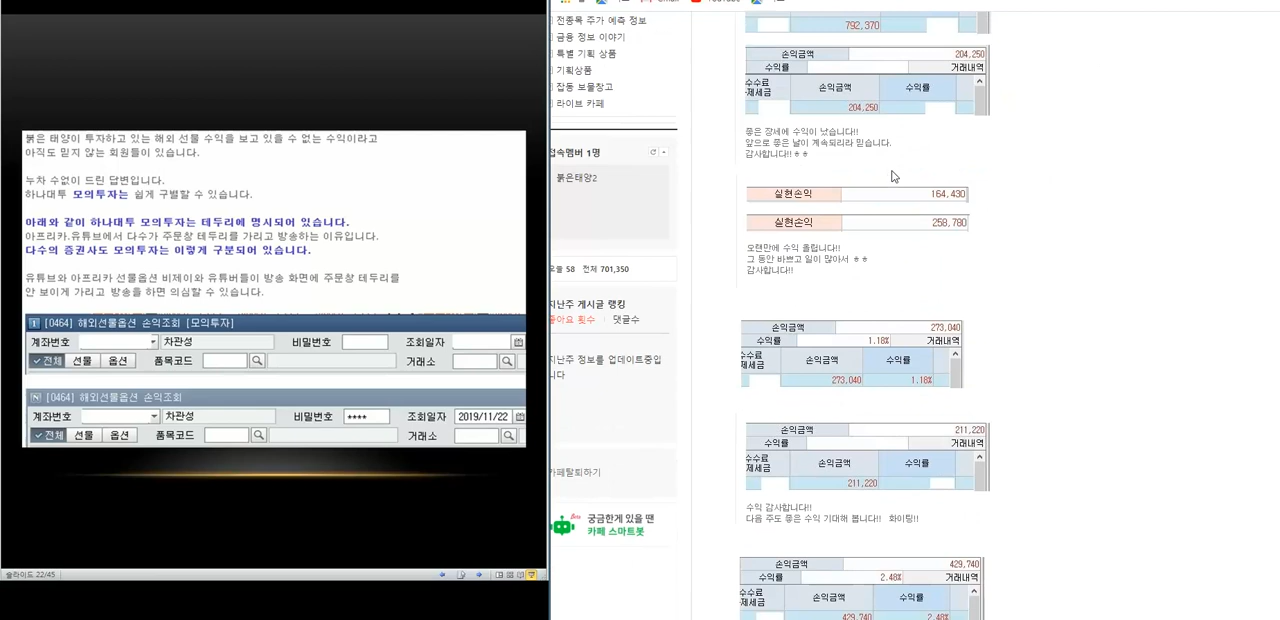 붉은 태양이 투자하고 있는 해외 선물 수익을 보고 있을 수 없는 수익이라고
아직도 믿지 않는 회원들이 있습니다.
누차 수없이 드린 답변입니다.
하나대투 모의투자는 쉽게 구별할 수 있습니다.
아래와 같이 하나대투 모의투자는 테두리에 명시되어 있습니다.
아프리카.유튜브에서 다수가 주문창 테두리를 가리고 방송하는 이유입니다.
다수의 증권사도 모의투자는 이렇게 구분되어 있습니다.
유튜브와 아프리카 선물옵션 비제이와 유튜버들이 방송 화면에 주문창 테두리를
안 보이게 가리고 방송을 하면 의심할 수 있습니다.
1 [0464] 해외선물옵션 손익조회 [모의투자]
계좌번호 차관성 비밀번호 조회일자
전체 선물 옵션 품목코드 거래소
N [0464] 해외선물옵션 손익조회
계좌번호 차관성 비밀번호 **** 조회일자 2019/11/22
전체 선물 옵션 품목코드 거래소
슬라이드 22/45
전종목 주가 예측 정보
금융 정보 이야기
특별 기획 상품
기획상품
잡동 보물창고
라이브 카페
접속멤버 1명
붉은태양2
58 전체 701,350
지난주 게시글 랭킹
좋아요 횟수 댓글수
지난주 정보를 업데이트중입
니다
카페탈퇴하기
Beta 궁금한게 있을 땐
카페 스마트봇
792,370
손익금액 204,250
수익률 거래내역
수수료 손익금액 수익률
제세금
204,250
좋은 장세에 수익이 났습니다!!
앞으로 좋은 날이 계속되리라 믿습니다.
감사합니다!!ㅎㅎ
실현손익 164,430
실현손익 258,780
오랜만에 수익 올립니다!!
그 동안 바쁘고 일이 많아서 ㅎㅎ
감사합니다!!
손익금액 273,040
수익률 1.18% 거래내역
수료 손익금액 수익률
제세금
273,040 1.18%
손익금액 211,220
수익률 거래내역
수수료 손익금액 수익률
제세금
211,220
수익 감사합니다!!
다음 주도 좋은 수익 기대해 봅니다!! 화이팅!!
손익금액 429,740
수익률 2.48% 거래내역
수수료 손익금액 수익률
제세금
429,740 2.48%